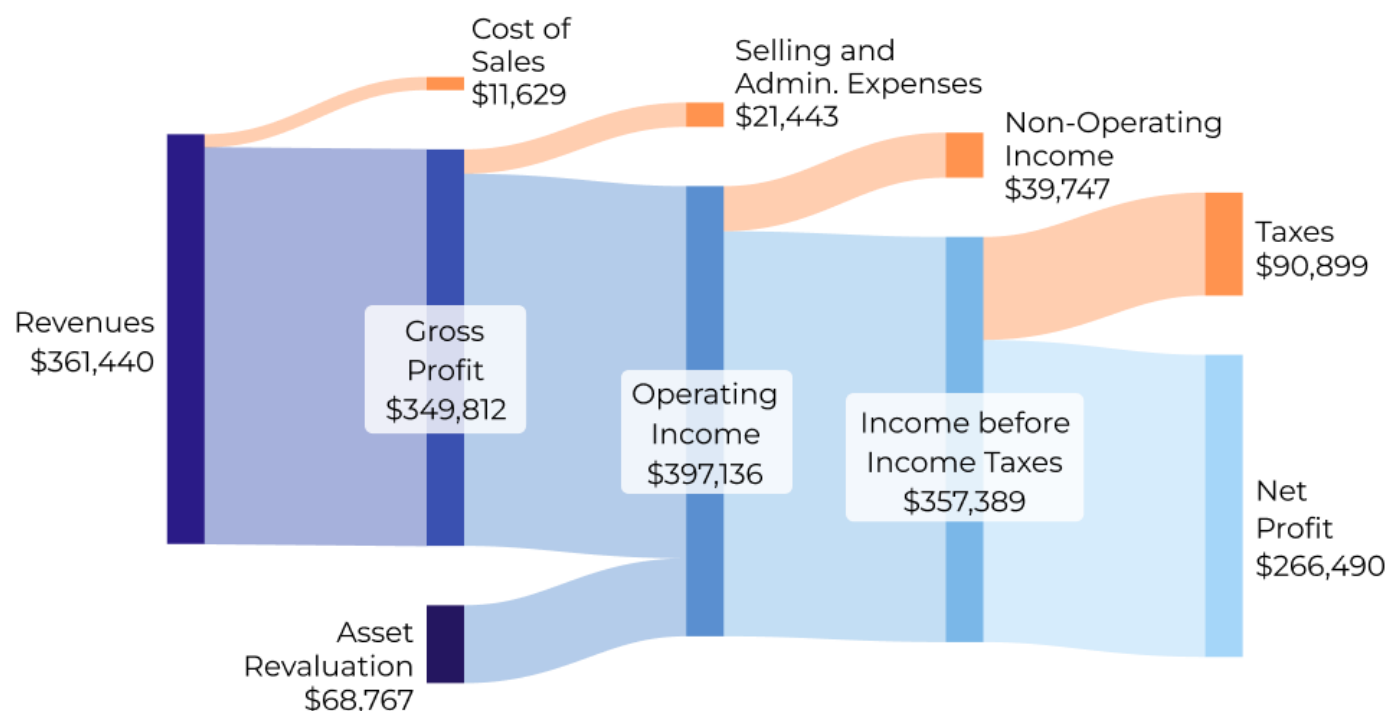 Cost of
Sales
$11,629
Selling and
Admin. Expenses
$21,443
Non-Operating
Income
$39,747
Taxes
$90,899
Revenues
$361,440
Gross
Profit
$349,812
Operating
Income
$397,136
Income before
Income Taxes
$357,389
Net
Profit
$266,490
Asset
Revaluation
$68,767